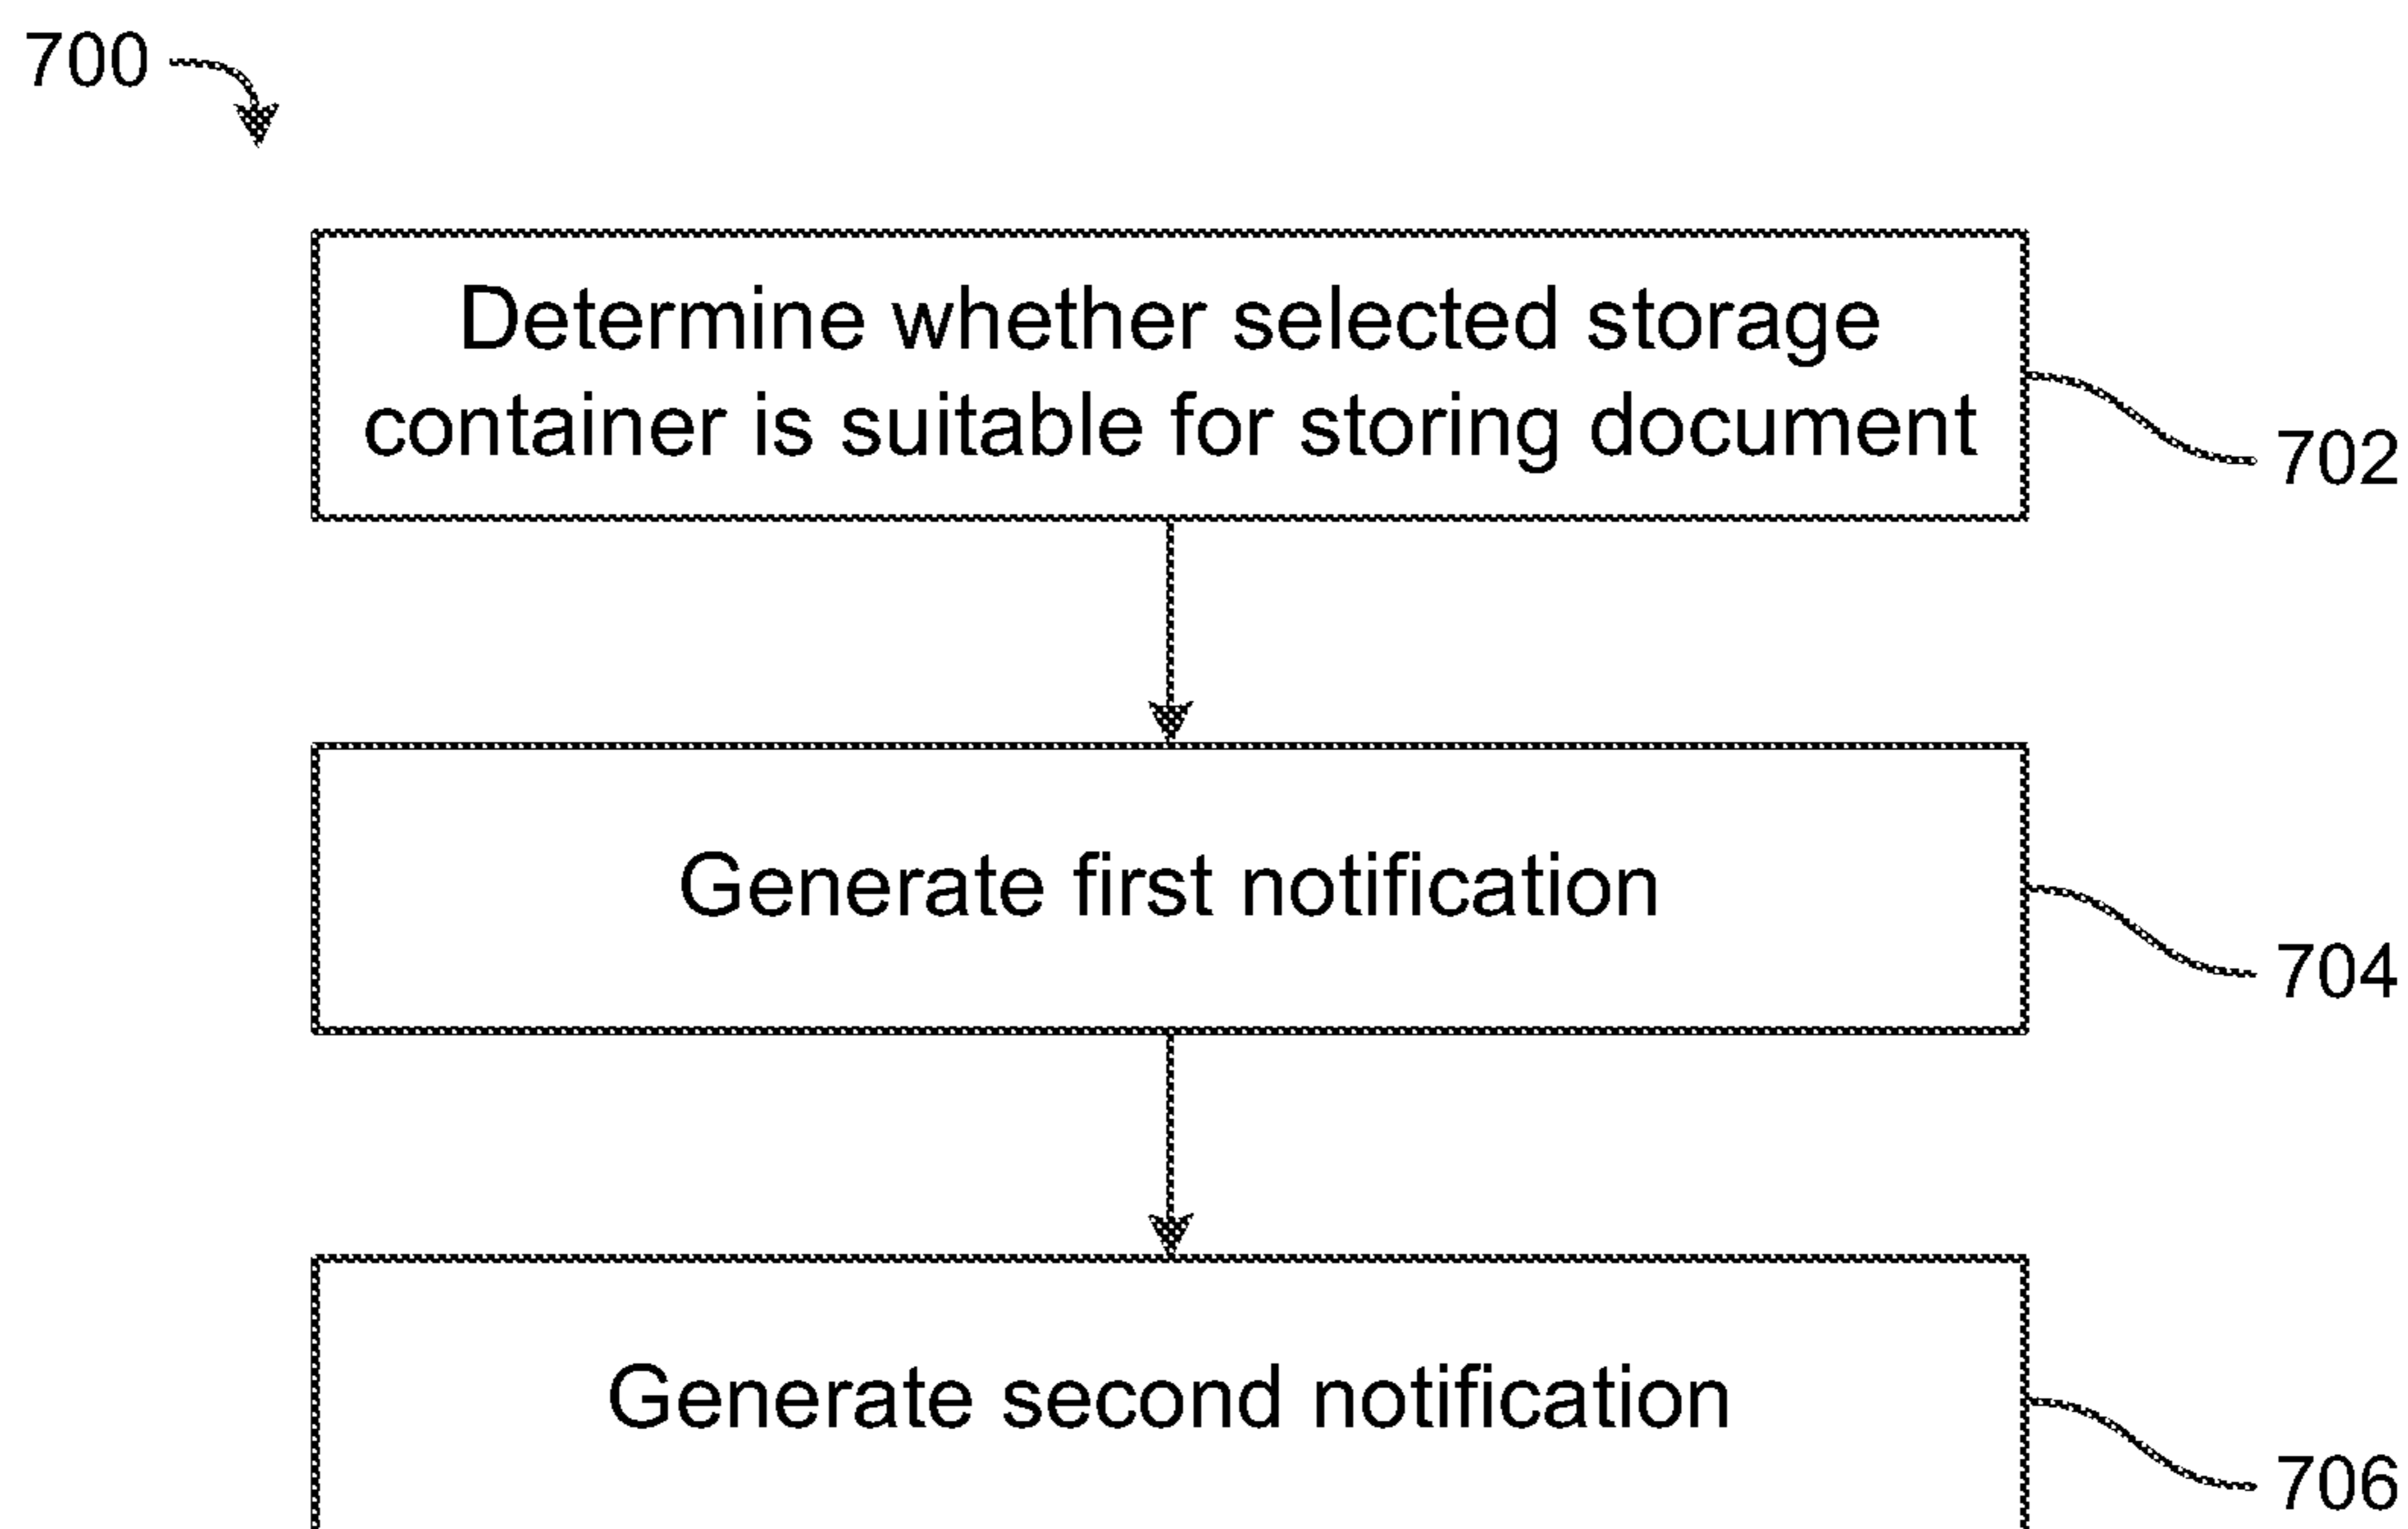 700
Determine whether selected storage
container is suitable for storing document
702
Generate first notification
704
Generate second notification
706